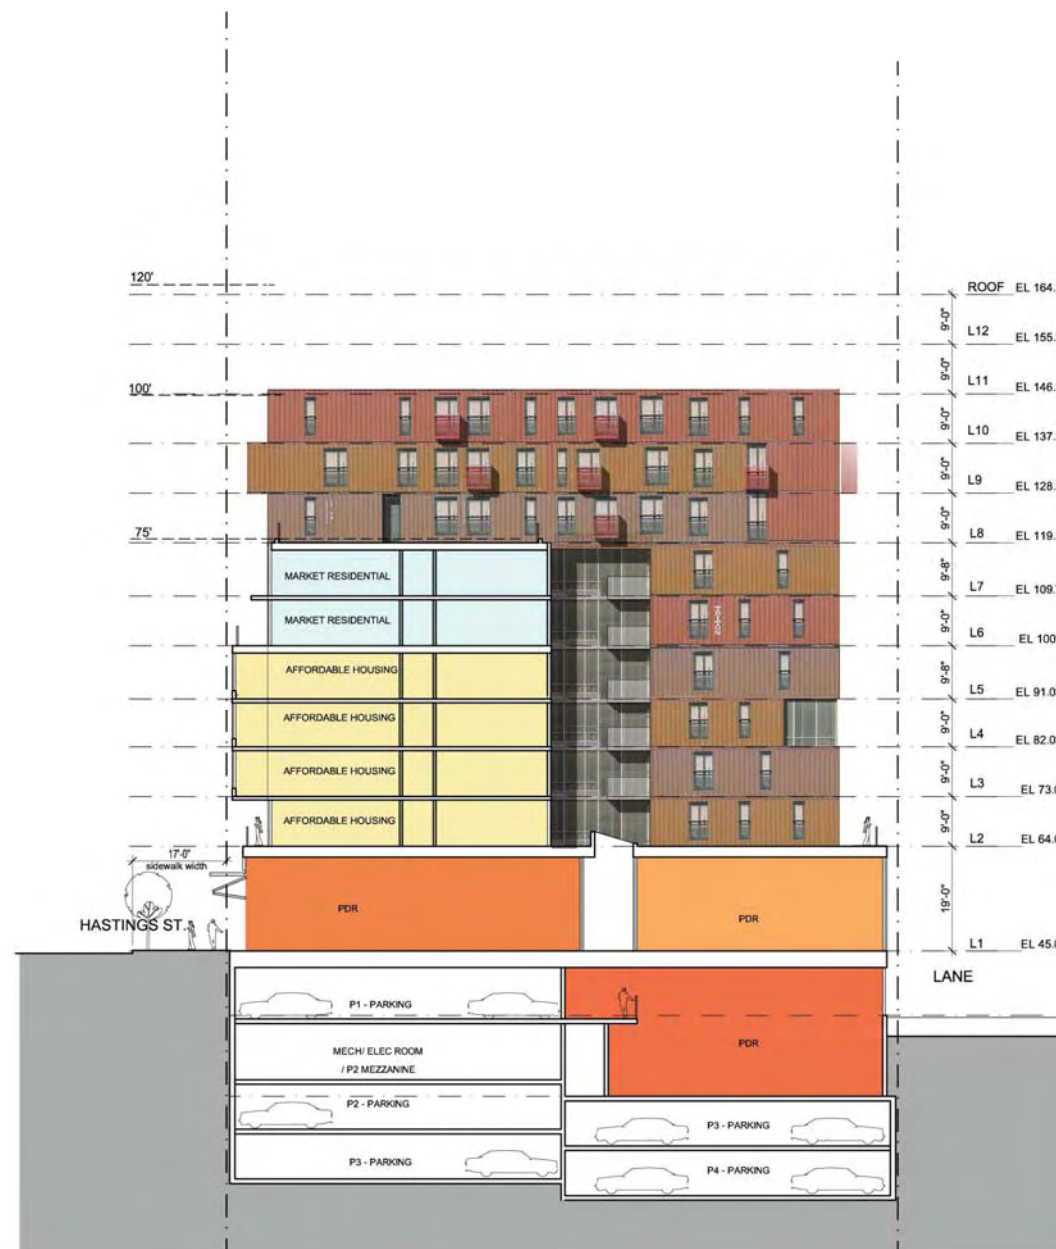 120'
ROOF EL 164.
9'-0"
L12 EL 155.
9'-0"
L11 EL 146.
100'
9'-0"
L10 EL 137.
9'-0"
L9 EL 128.
9'-0"
75'
L8 EL 119.
MARKET RESIDENTIAL
9'-8"
L7 EL 109.
MARKET RESIDENTIAL
9'-0"
L6 EL 100
AFFORDABLE HOUSING
9'-8"
L5 EL 91.0
AFFORDABLE HOUSING
9'-0"
L4 EL 82.0
AFFORDABLE HOUSING
9'-0"
L3 EL 73.0
AFFORDABLE HOUSING
9'-0"
L2 EL 64.0
17'-0"
sidewalk width
HASTINGS ST.
PDR
PDR
19'-0"
L1 EL 45.0
LANE
P1 - PARKING
MECH/ ELEC ROOM
/ P2 MEZZANINE
PDR
P2 - PARKING
P3 - PARKING
P3 - PARKING
P4 - PARKING